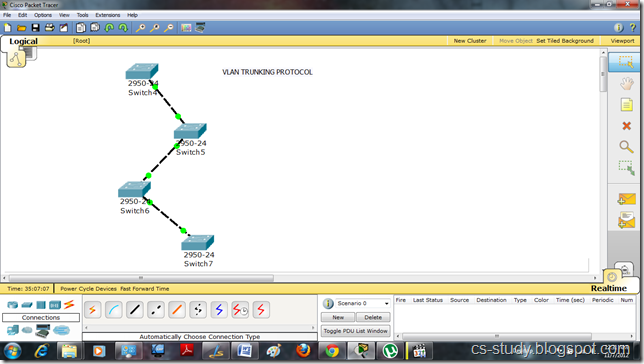 Cisco Packet Tracer
File Edit Options View Tools Extensions Help
Logical
[Root]
New Cluster
Move Object
Set Tiled Background
Viewport
VLAN TRUNKING PROTOCOL
2950-24
Switch4
2950-24
Switch5
2950-24
Switch6
2950-24
Switch7
Time: 35:07:07
Power Cycle Devices Fast Forward Time
Realtime
Connections
Automatically Choose Connection Type
Scenario 0
New
Delete
Toggle PDU List Window
Fire Last Status Source Destination Type Color Time (sec) Periodic Num
cs-study.blogspot.com